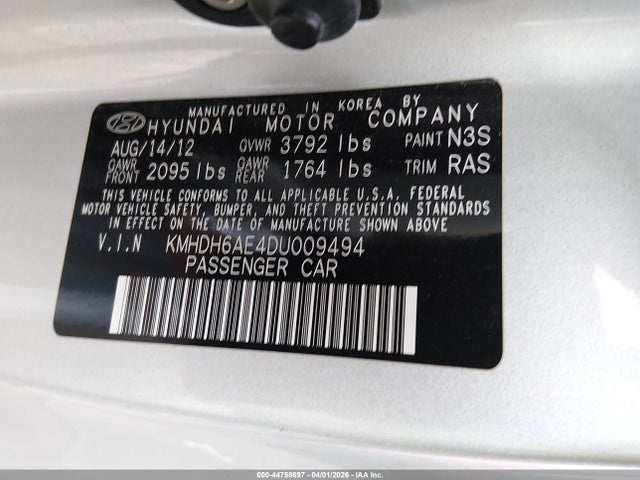 MANUFACTURED IN KOREA BY
HYUNDAI MOTOR COMPANY
AUG/14/12 GVWR 3792 lbs PAINT N3S
GAWR FRONT 2095 lbs GAWR REAR 1764 lbs TRIM RAS
THIS VEHICLE CONFORMS TO ALL APPLICABLE U.S.A. FEDERAL
MOTOR VEHICLE SAFETY, BUMPER, AND THEFT PREVENTION STANDARDS
IN EFFECT ON THE DATE OF MANUFACTURE SHOWN ABOVE
V.I.N KMHDH6AE4DU009494
PASSENGER CAR
000-44758697 - 04/01/2026 - IAA Inc.